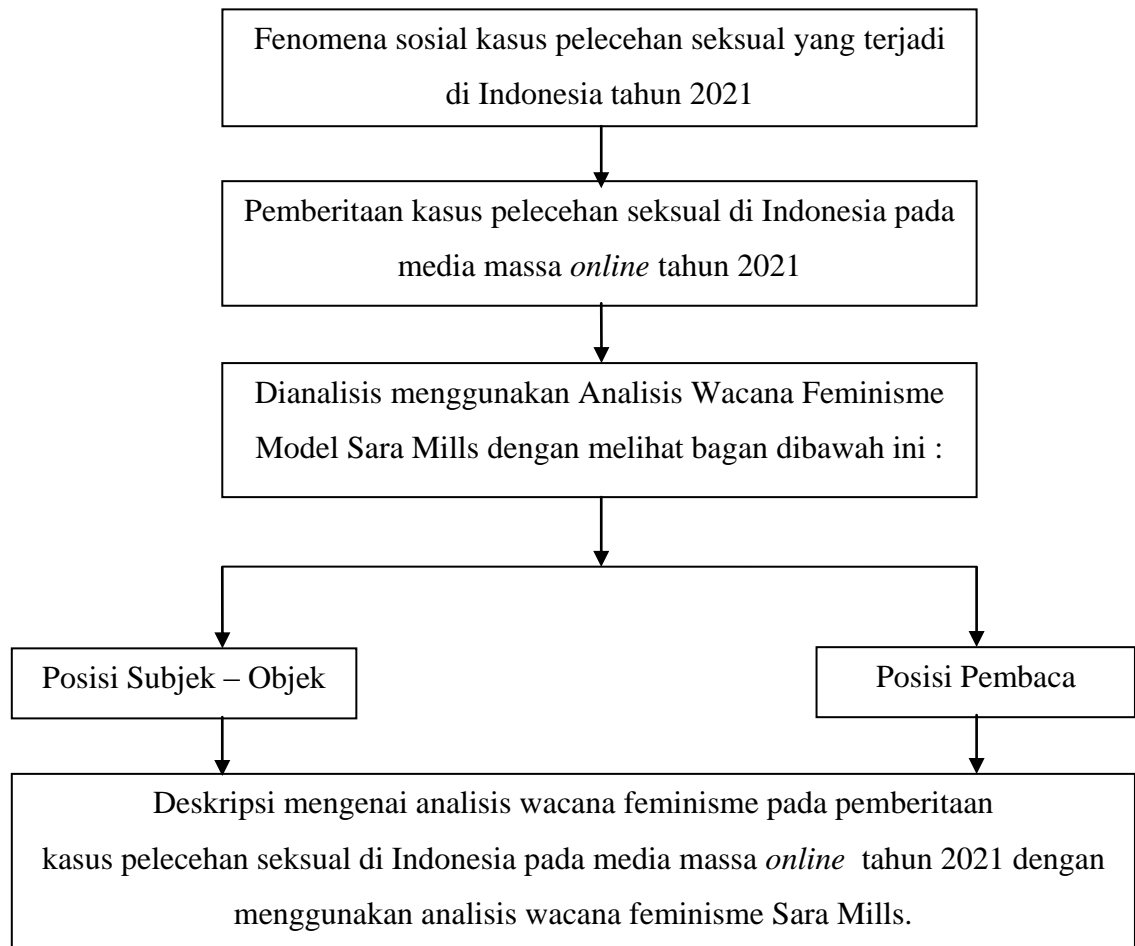 Fenomena sosial kasus pelecehan seksual yang terjadi
di Indonesia tahun 2021
Pemberitaan kasus pelecehan seksual di Indonesia pada
media massa online tahun 2021
Dianalisis menggunakan Analisis Wacana Feminisme
Model Sara Mills dengan melihat bagan dibawah ini :
Posisi Subjek – Objek
Posisi Pembaca
Deskripsi mengenai analisis wacana feminisme pada pemberitaan
kasus pelecehan seksual di Indonesia pada media massa online tahun 2021 dengan
menggunakan analisis wacana feminisme Sara Mills.